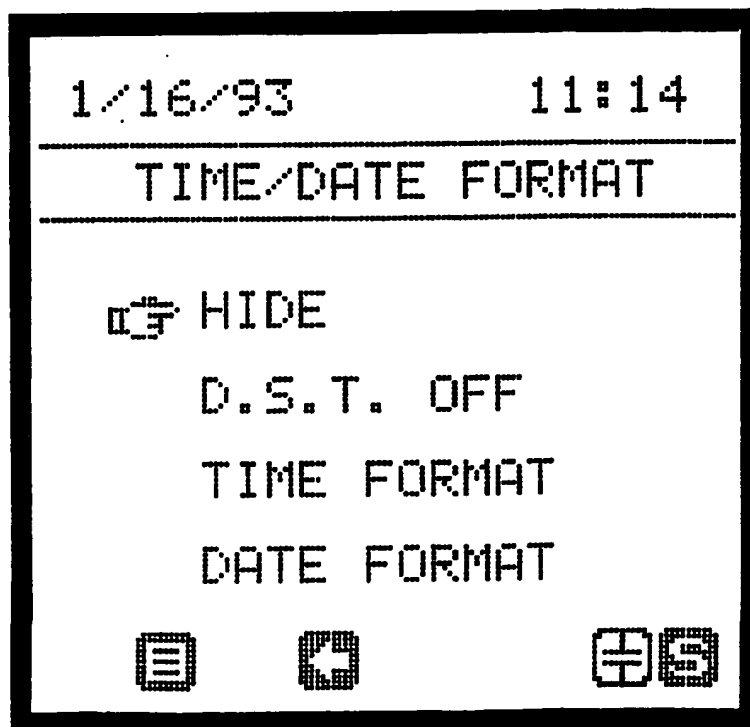 1/16/93 11:14
TIME/DATE FORMAT
HIDE
D.S.T. OFF
TIME FORMAT
DATE FORMAT
S